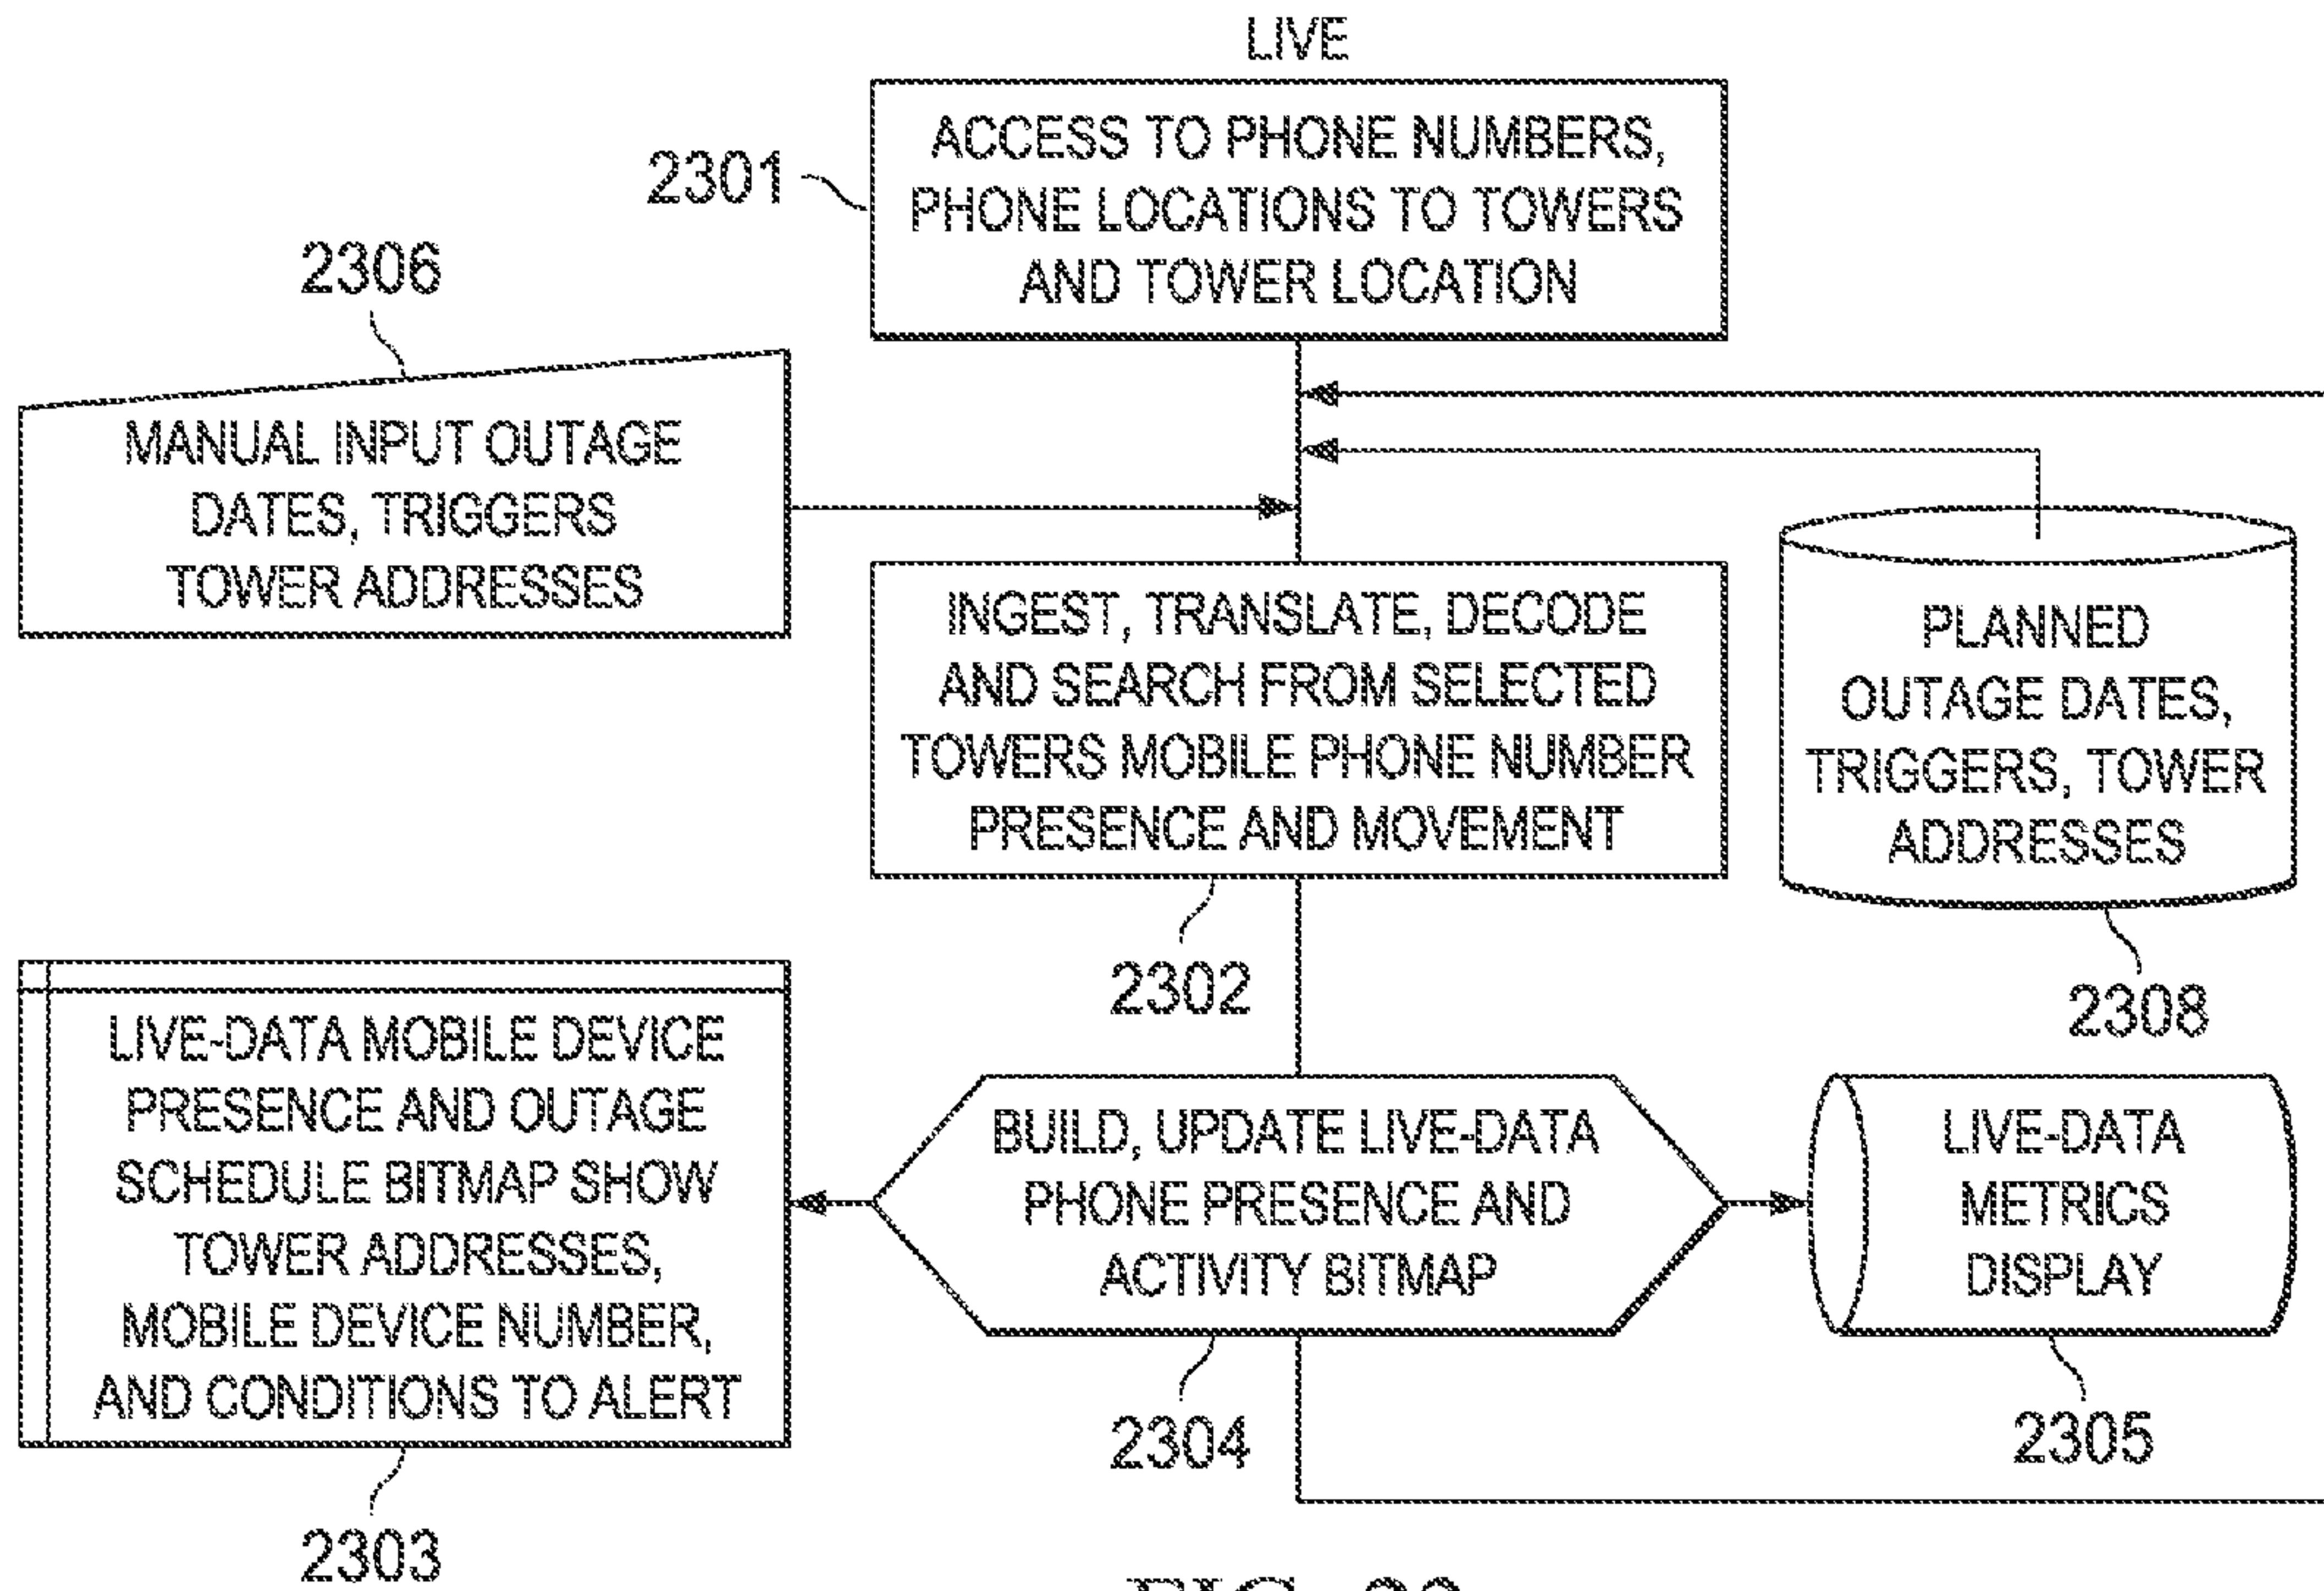 LIVE
ACCESS TO PHONE NUMBERS,
PHONE LOCATIONS TO TOWERS
AND TOWER LOCATION
2301
2306
MANUAL INPUT OUTAGE
DATES, TRIGGERS
TOWER ADDRESSES
INGEST, TRANSLATE, DECODE
AND SEARCH FROM SELECTED
TOWERS MOBILE PHONE NUMBER
PRESENCE AND MOVEMENT
2302
PLANNED
OUTAGE DATES,
TRIGGERS, TOWER
ADDRESSES
2308
LIVE-DATA MOBILE DEVICE
PRESENCE AND OUTAGE
SCHEDULE BITMAP SHOW
TOWER ADDRESSES,
MOBILE DEVICE NUMBER,
AND CONDITIONS TO ALERT
2303
BUILD, UPDATE LIVE-DATA
PHONE PRESENCE AND
ACTIVITY BITMAP
2304
LIVE-DATA
METRICS
DISPLAY
2305